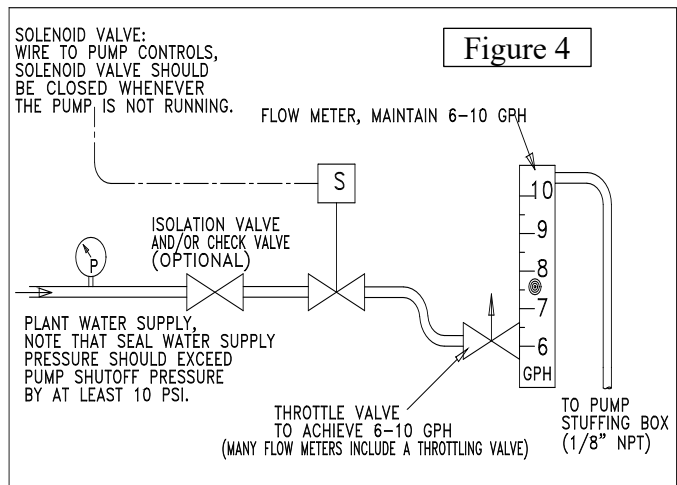 SOLENOID VALVE:
WIRE TO PUMP CONTROLS,
SOLENOID VALVE SHOULD
BE CLOSED WHENEVER
THE PUMP IS NOT RUNNING.
Figure 4
FLOW METER, MAINTAIN 6-10 GPH
S
10
9
8
7
6
GPH
ISOLATION VALVE
AND/OR CHECK VALVE
(OPTIONAL)
P
PLANT WATER SUPPLY,
NOTE THAT SEAL WATER SUPPLY
PRESSURE SHOULD EXCEED
PUMP SHUTOFF PRESSURE
BY AT LEAST 10 PSI.
THROTTLE VALVE
TO ACHIEVE 6-10 GPH
(MANY FLOW METERS INCLUDE A THROTTLING VALVE)
TO PUMP
STUFFING BOX
(1/8" NPT)